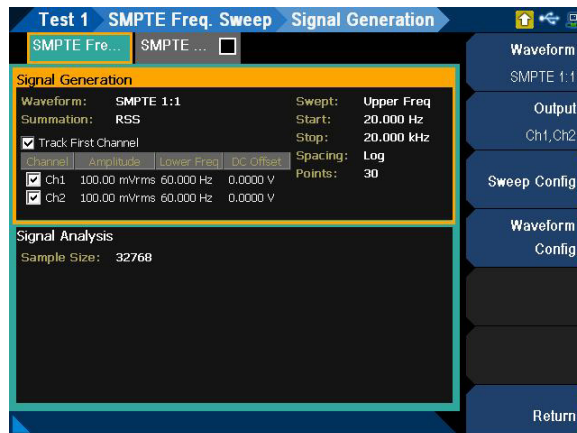 Test 1 SMPTE Freq. Sweep Signal Generation
SMPTE Fre... SMPTE ...
Signal Generation
Waveform: SMPTE 1:1
Summation: RSS
Track First Channel
Channel Amplitude Lower Freq DC Offset
Ch1 100.00 mVrms 60.000 Hz 0.0000 V
Ch2 100.00 mVrms 60.000 Hz 0.0000 V
Swept: Upper Freq
Start: 20.000 Hz
Stop: 20.000 kHz
Spacing: Log
Points: 30
Signal Analysis
Sample Size: 32768
Waveform
SMPTE 1:1
Output
Ch1,Ch2
Sweep Config
Waveform
Config
Return